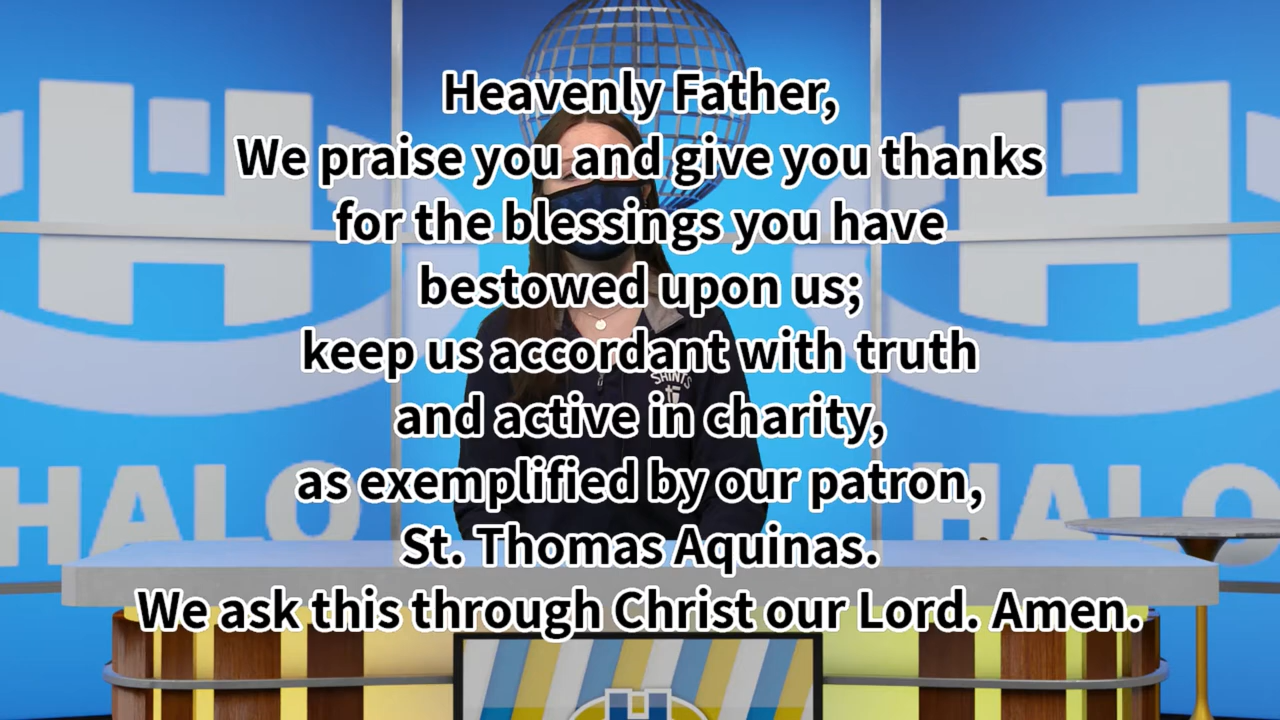 Heavenly Father,
We praise you and give you thanks
for the blessings you have
bestowed upon us;
keep us accordant with truth
and active in charity,
as exemplified by our patron,
St. Thomas Aquinas.
We ask this through Christ our Lord. Amen.
SAINTS
HALO
HALO